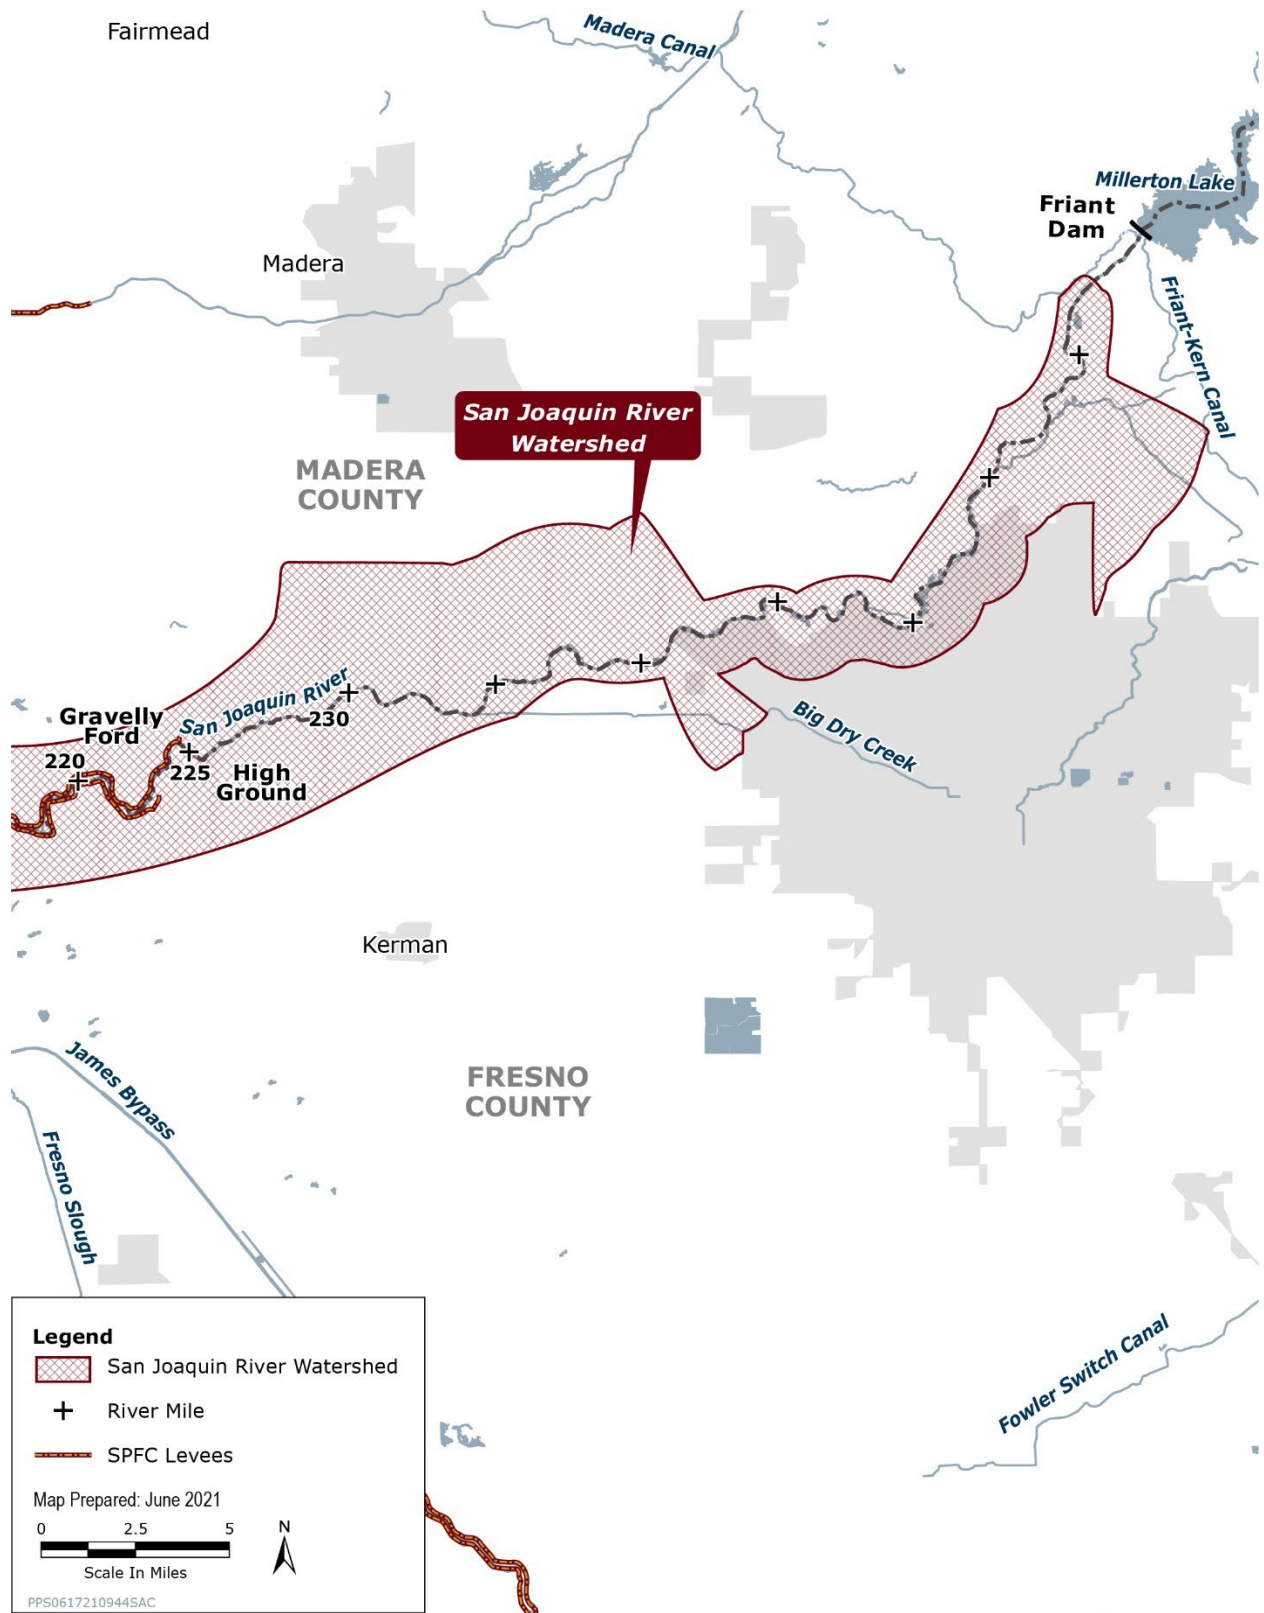 Fairmead
Madera Canal
Millerton Lake
Friant
Dam
Madera
Friant-Kern Canal
San Joaquin River
Watershed
MADERA
COUNTY
San Joaquin River
Gravelly
Ford
230
220
225
High
Ground
Big Dry Creek
Kerman
James Bypass
FRESNO
COUNTY
Fresno Slough
Fowler Switch Canal
Legend
San Joaquin River Watershed
River Mile
SPFC Levees
Map Prepared: June 2021
0 2.5 5
N
Scale In Miles
PPS0617210944SAC